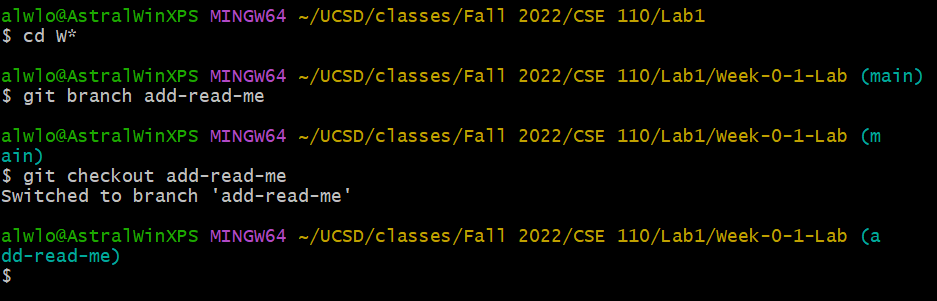 alwlo@AstralWinXPS MINGW64 ~/UCSD/classes/Fall 2022/CSE 110/Lab1
$ cd W*
alwlo@AstralWinXPS MINGW64 ~/UCSD/classes/Fall 2022/CSE 110/Lab1/Week-0-1-Lab (main)
$ git branch add-read-me
alwlo@AstralWinXPS MINGW64 ~/UCSD/classes/Fall 2022/CSE 110/Lab1/Week-0-1-Lab (m
ain)
$ git checkout add-read-me
Switched to branch 'add-read-me'
alwlo@AstralWinXPS MINGW64 ~/UCSD/classes/Fall 2022/CSE 110/Lab1/Week-0-1-Lab (a
dd-read-me)
$